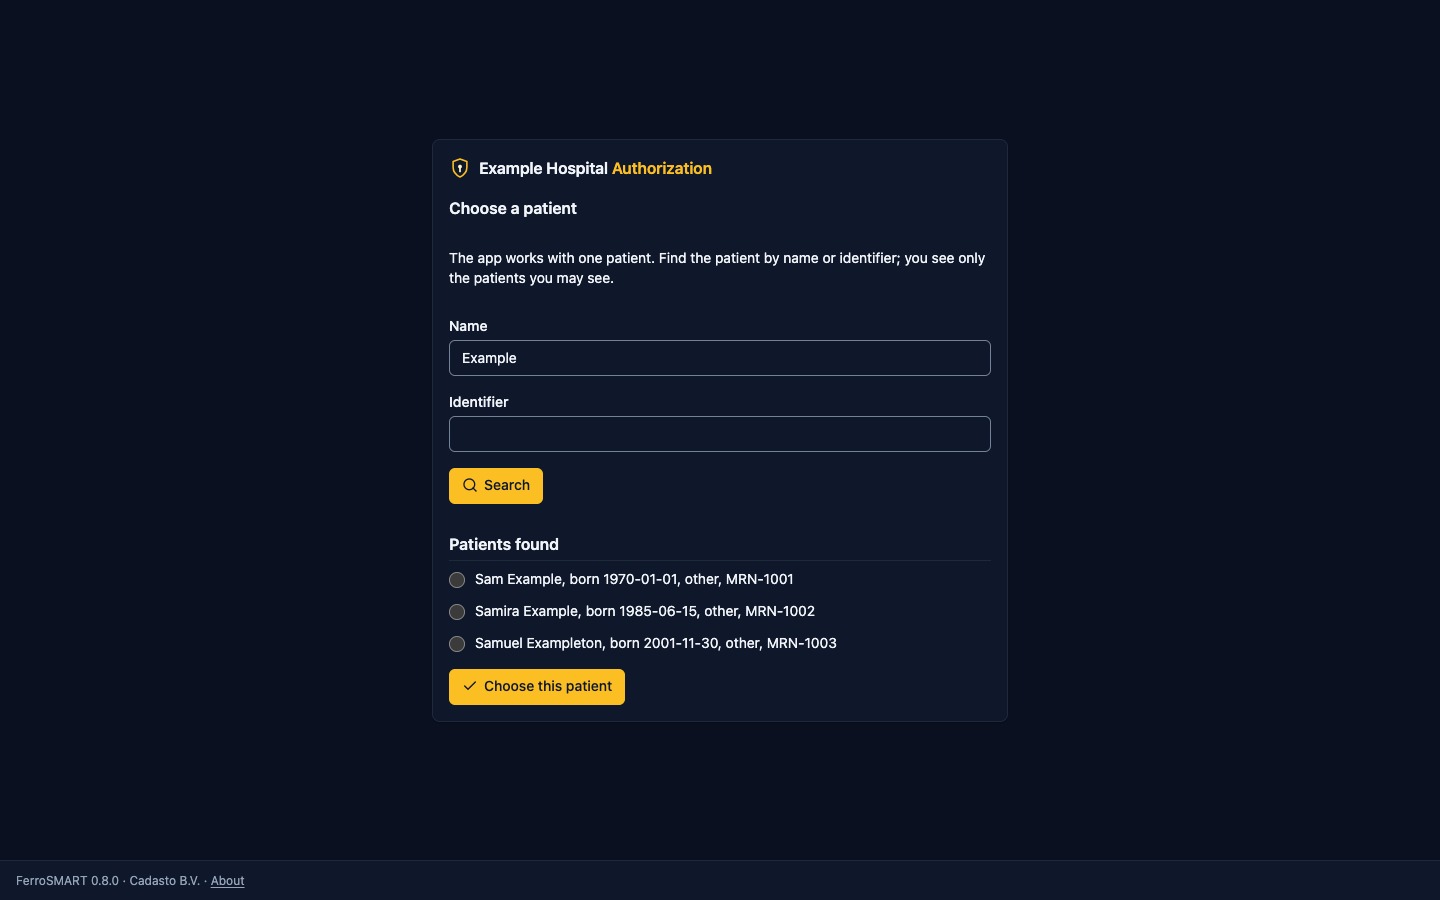 Example Hospital Authorization
Choose a patient
The app works with one patient. Find the patient by name or identifier; you see only
the patients you may see.
Name
Example
Identifier
Search
Patients found
Sam Example, born 1970-01-01, other, MRN-1001
Samira Example, born 1985-06-15, other, MRN-1002
Samuel Exampleton, born 2001-11-30, other, MRN-1003
Choose this patient
FerroSMART 0.8.0 · Cadasto B.V. · About